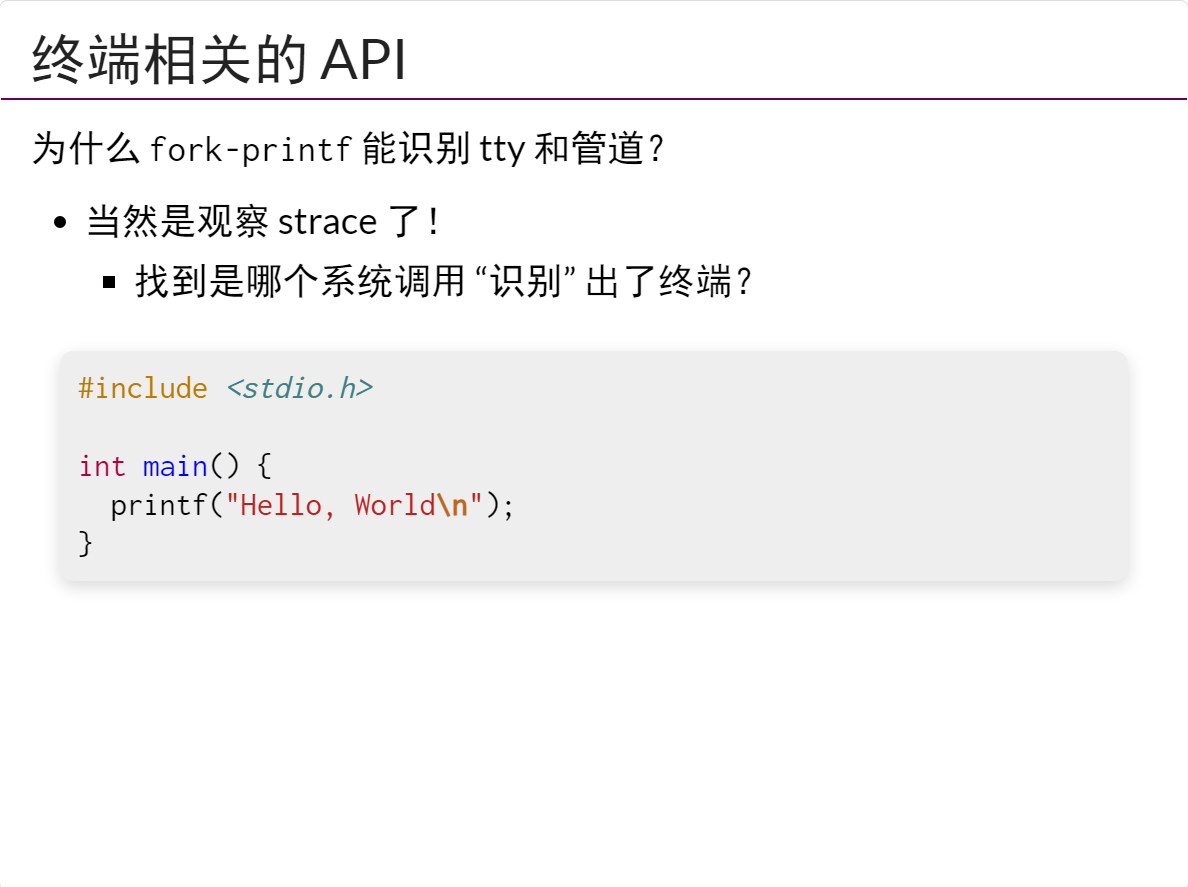 终端相关的 API
为什么 fork-printf 能识别 tty 和管道？
当然是观察 strace 了！
找到是哪个系统调用 “识别” 出了终端？
#include <stdio.h>
int main() {
  printf("Hello, World\n");
}